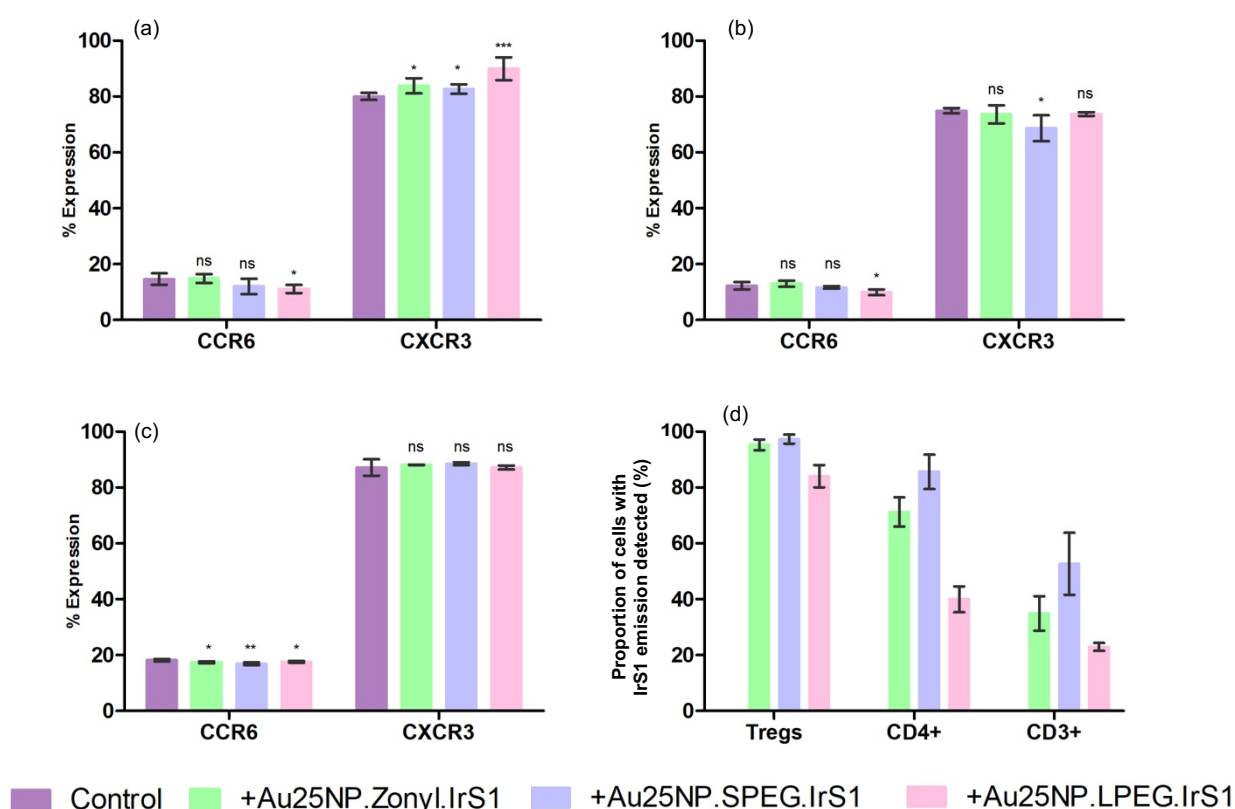 (a)
% Expression
100
80
60
40
20
0
ns ns *
* * ***
CCR6 CXCR3
(b)
% Expression
100
80
60
40
20
0
ns ns *
ns * ns
CCR6 CXCR3
(c)
% Expression
100
80
60
40
20
0
* ** *
ns ns ns
CCR6 CXCR3
(d)
Proportion of cells with
IrS1 emission detected (%)
100
80
60
40
20
0
Tregs CD4+ CD3+
Control +Au25NP.Zonyl.IrS1 +Au25NP.SPEG.IrS1 +Au25NP.LPEG.IrS1